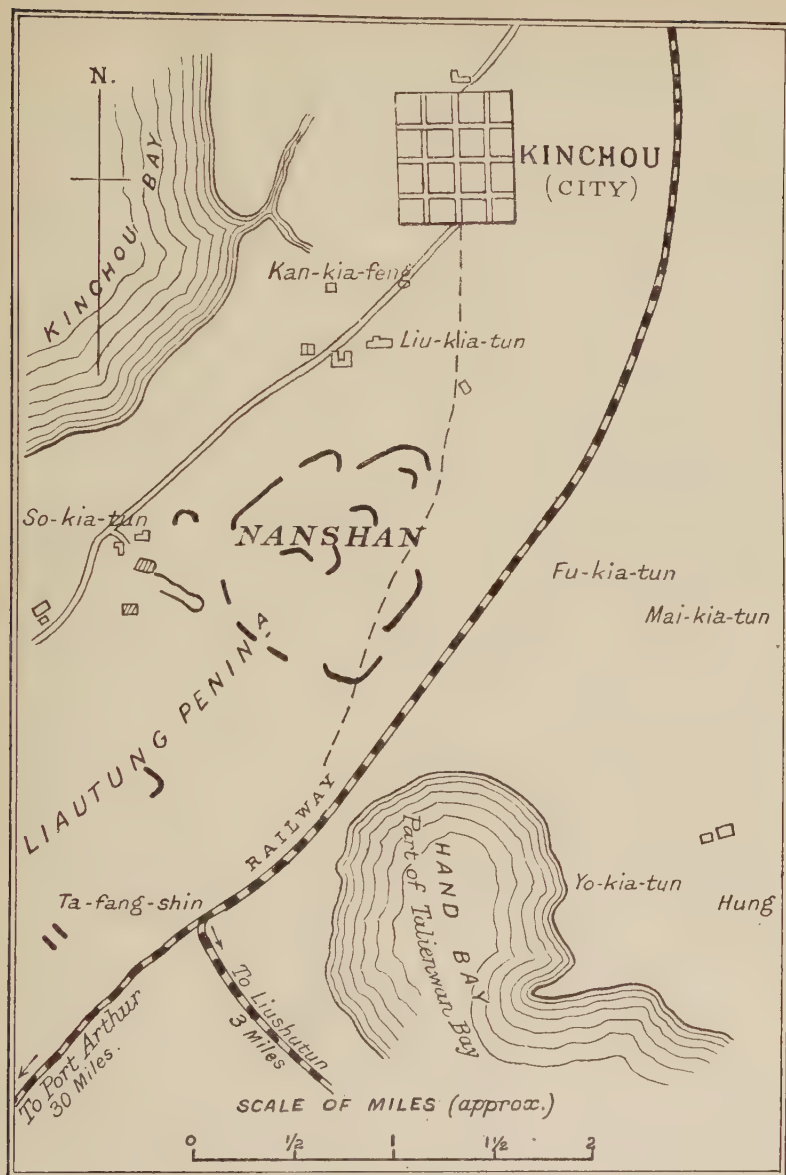 N.
KINCHOU BAY
KINCHOU
(CITY)
Kan-kia-feng
Liu-kia-tun
So-kia-tun
NANSHAN
Fu-kia-tun
Mai-kia-tun
LIAUTUNG PENINLA.
RAILWAY
HAND BAY
Part of Talienwan Bay
Yo-kia-tun
Hung
Ta-fang-shin
To Liushutun
3 Miles
To Port Arthur
30 Miles.
SCALE OF MILES (approx.)
0 1/2 1 1 1/2 2